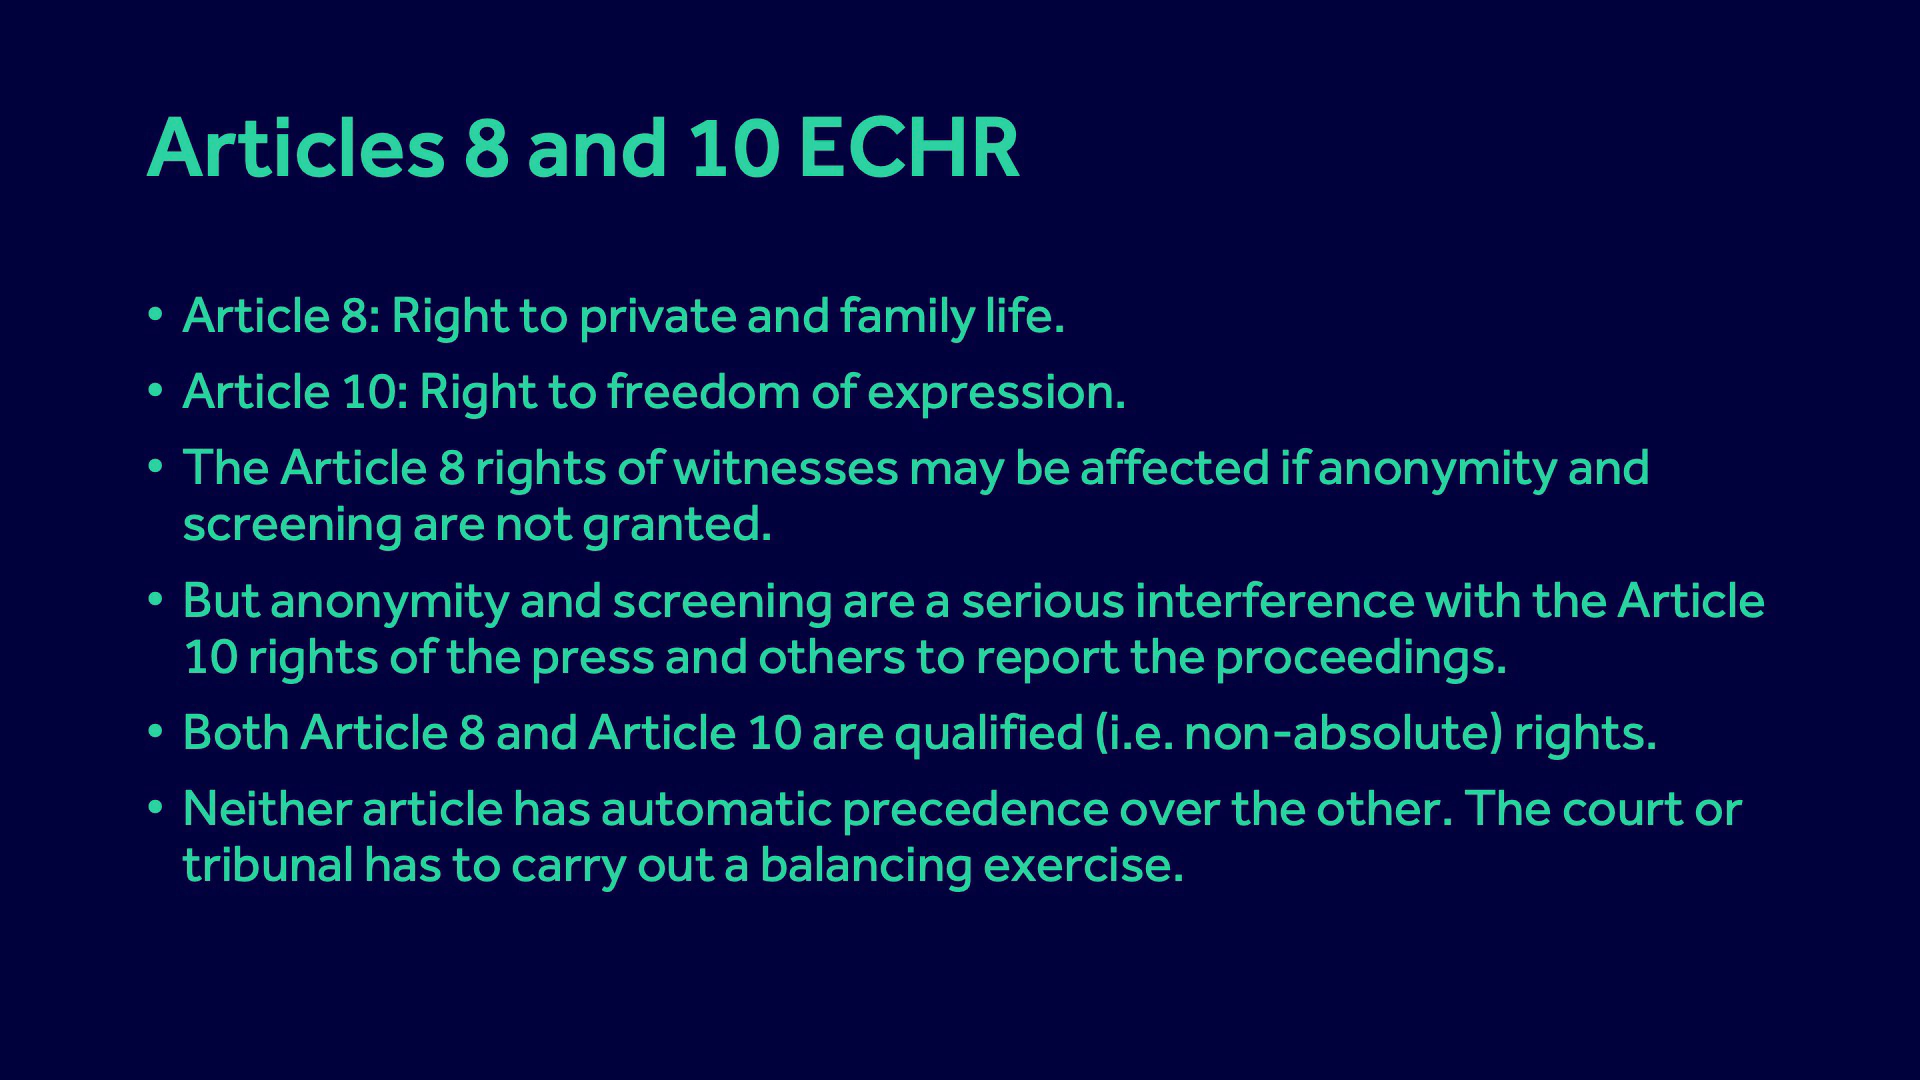 Articles 8 and 10 ECHR
• Article 8: Right to private and family life.
• Article 10: Right to freedom of expression.
• The Article 8 rights of witnesses may be affected if anonymity and
screening are not granted.
• But anonymity and screening are a serious interference with the Article
10 rights of the press and others to report the proceedings.
• Both Article 8 and Article 10 are qualified (i.e. non-absolute) rights.
• Neither article has automatic precedence over the other. The court or
tribunal has to carry out a balancing exercise.